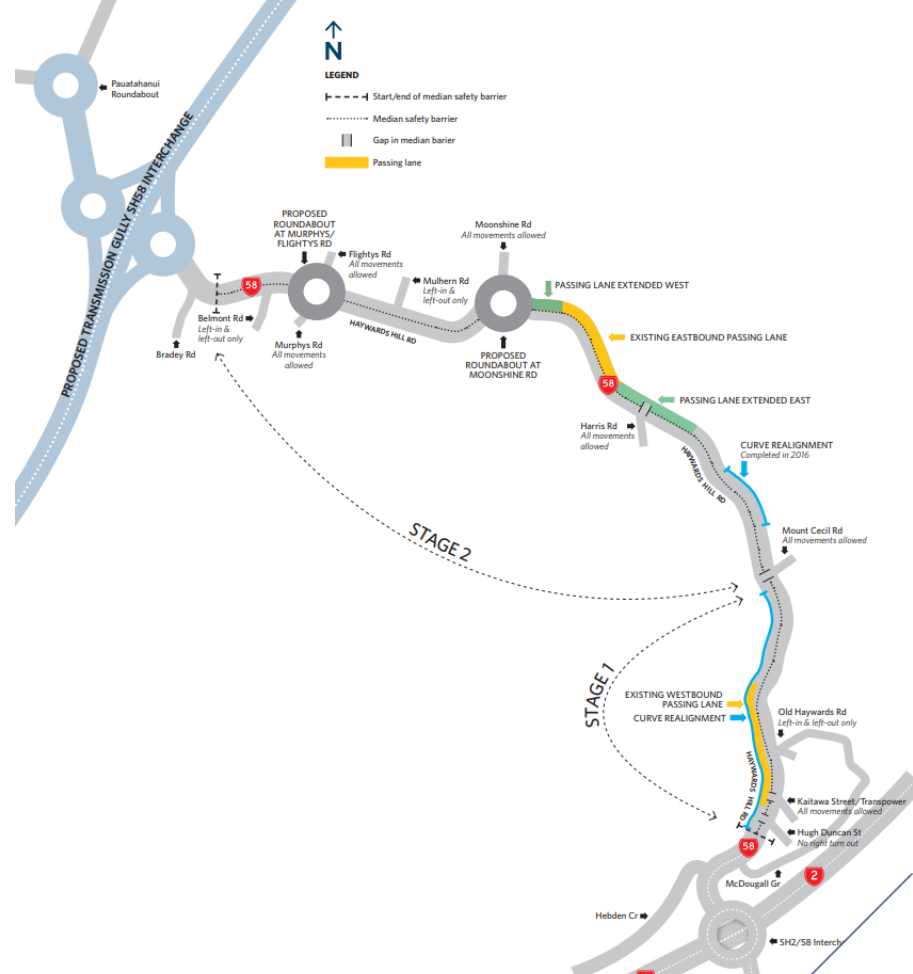 N
LEGEND
Start/end of median safety barrier
Median safety barrier
Gap in median barier
Passing lane
Pauatahanui
Roundabout
PROPOSED TRANSMISSION GULLY SH58 INTERCHANGE
PROPOSED
ROUNDABOUT
AT MURPHYS/
FLIGHTYS RD
Flightys Rd
All movements
allowed
Moonshine Rd
All movements allowed
Mulhern Rd
Left-in &
left-out only
58
Belmont Rd
Left-in &
left-out only
Bradey Rd
Murphys Rd
All movements
allowed
HAYWARDS HILL RD
PASSING LANE EXTENDED WEST
EXISTING EASTBOUND PASSING LANE
PROPOSED
ROUNDABOUT AT
MOONSHINE RD
58
PASSING LANE EXTENDED EAST
Harris Rd
All movements
allowed
HAYWARDS HILL RD
CURVE REALIGNMENT
Completed in 2016
Mount Cecil Rd
All movements allowed
STAGE 2
STAGE 1
EXISTING WESTBOUND
PASSING LANE
CURVE REALIGNMENT
Old Haywards Rd
Left-in & left-out only
HAYWARDS HILL RD
Kaitawa Street/Transpower
All movements allowed
Hugh Duncan St
No right turn out
58
McDougall Gr
2
Hebden Cr
SH2/58